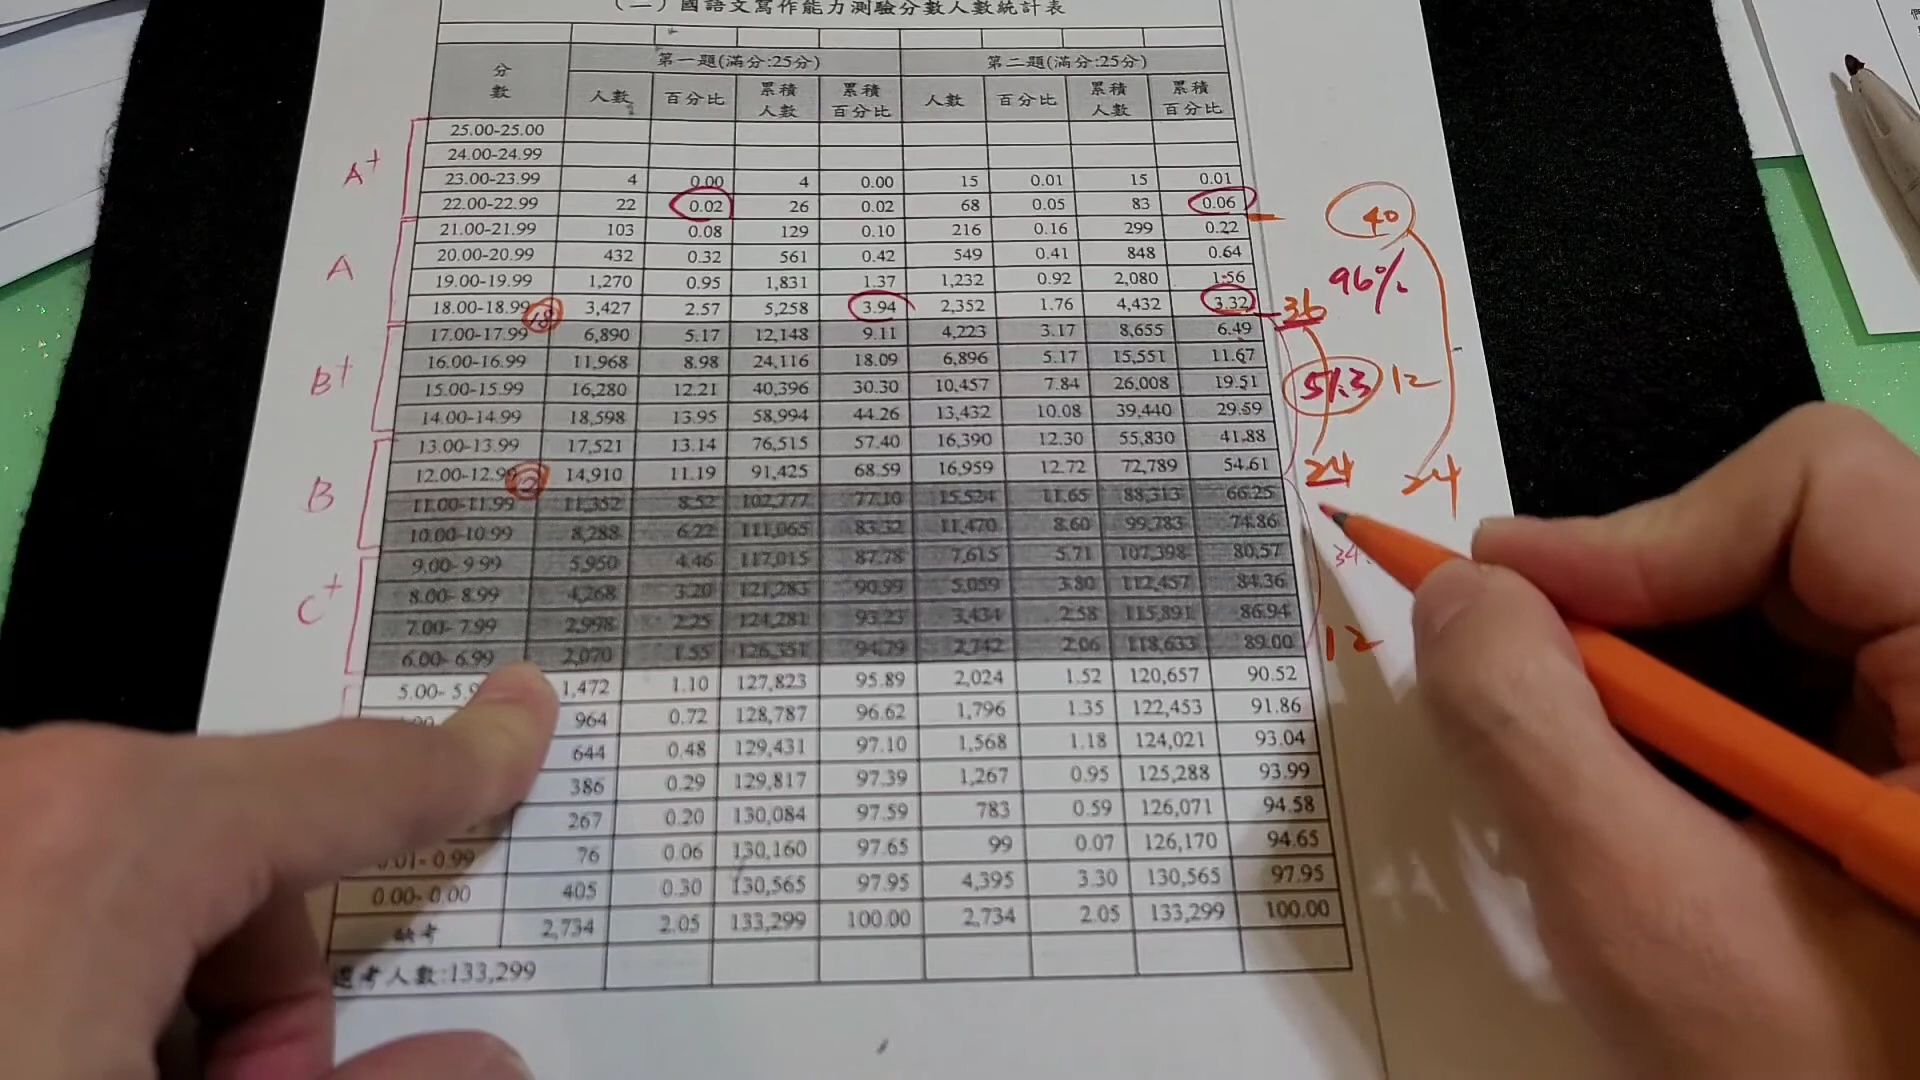 (二)國語文寫作能力測驗分數人數統計表
分數 第一題(滿分:25分) 第二題(滿分:25分)
人數 百分比 累積人數 累積百分比 人數 百分比 累積人數 累積百分比
25.00-25.00
24.00-24.99
23.00-23.99 4 0.00 4 0.00 15 0.01 15 0.01
A+
22.00-22.99 22 0.02 26 0.02 68 0.05 83 0.06 40
21.00-21.99 103 0.08 129 0.10 216 0.16 299 0.22
A 20.00-20.99 432 0.32 561 0.42 549 0.41 848 0.64
19.00-19.99 1,270 0.95 1,831 1.37 1,232 0.92 2,080 1.56 96%
18.00-18.99 18 3,427 2.57 5,258 3.94 2,352 1.76 4,432 3.32 36
17.00-17.99 6,890 5.17 12,148 9.11 4,223 3.17 8,655 6.49
16.00-16.99 11,968 8.98 24,116 18.09 6,896 5.17 15,551 11.67
B+ 15.00-15.99 16,280 12.21 40,396 30.30 10,457 7.84 26,008 19.51 51.3 12
14.00-14.99 18,598 13.95 58,994 44.26 13,432 10.08 39,440 29.59
13.00-13.99 17,521 13.14 76,515 57.40 16,390 12.30 55,830 41.88
12.00-12.99 12 14,910 11.19 91,425 68.59 16,959 12.72 72,789 54.61 24 24
B 11.00-11.99 11,352 8.52 102,777 77.10 15,524 11.65 88,313 66.25
10.00-10.99 8,288 6.22 111,065 83.32 11,470 8.60 99,783 74.86
9.00- 9.99 5,950 4.46 117,015 87.78 7,615 5.71 107,398 80.57 34.
C+ 8.00- 8.99 4,268 3.20 121,283 90.99 5,059 3.80 112,457 84.36
7.00- 7.99 2,998 2.25 124,281 93.23 3,434 2.58 115,891 86.94
6.00- 6.99 2,070 1.55 126,351 94.79 2,742 2.06 118,633 89.00 12
5.00- 5.9 1,472 1.10 127,823 95.89 2,024 1.52 120,657 90.52
964 0.72 128,787 96.62 1,796 1.35 122,453 91.86
644 0.48 129,431 97.10 1,568 1.18 124,021 93.04
386 0.29 129,817 97.39 1,267 0.95 125,288 93.99
267 0.20 130,084 97.59 783 0.59 126,071 94.58
0.01- 0.99 76 0.06 130,160 97.65 99 0.07 126,170 94.65
0.00- 0.00 405 0.30 130,565 97.95 4,395 3.30 130,565 97.95
缺考 2,734 2.05 133,299 100.00 2,734 2.05 133,299 100.00
選考人數:133,299